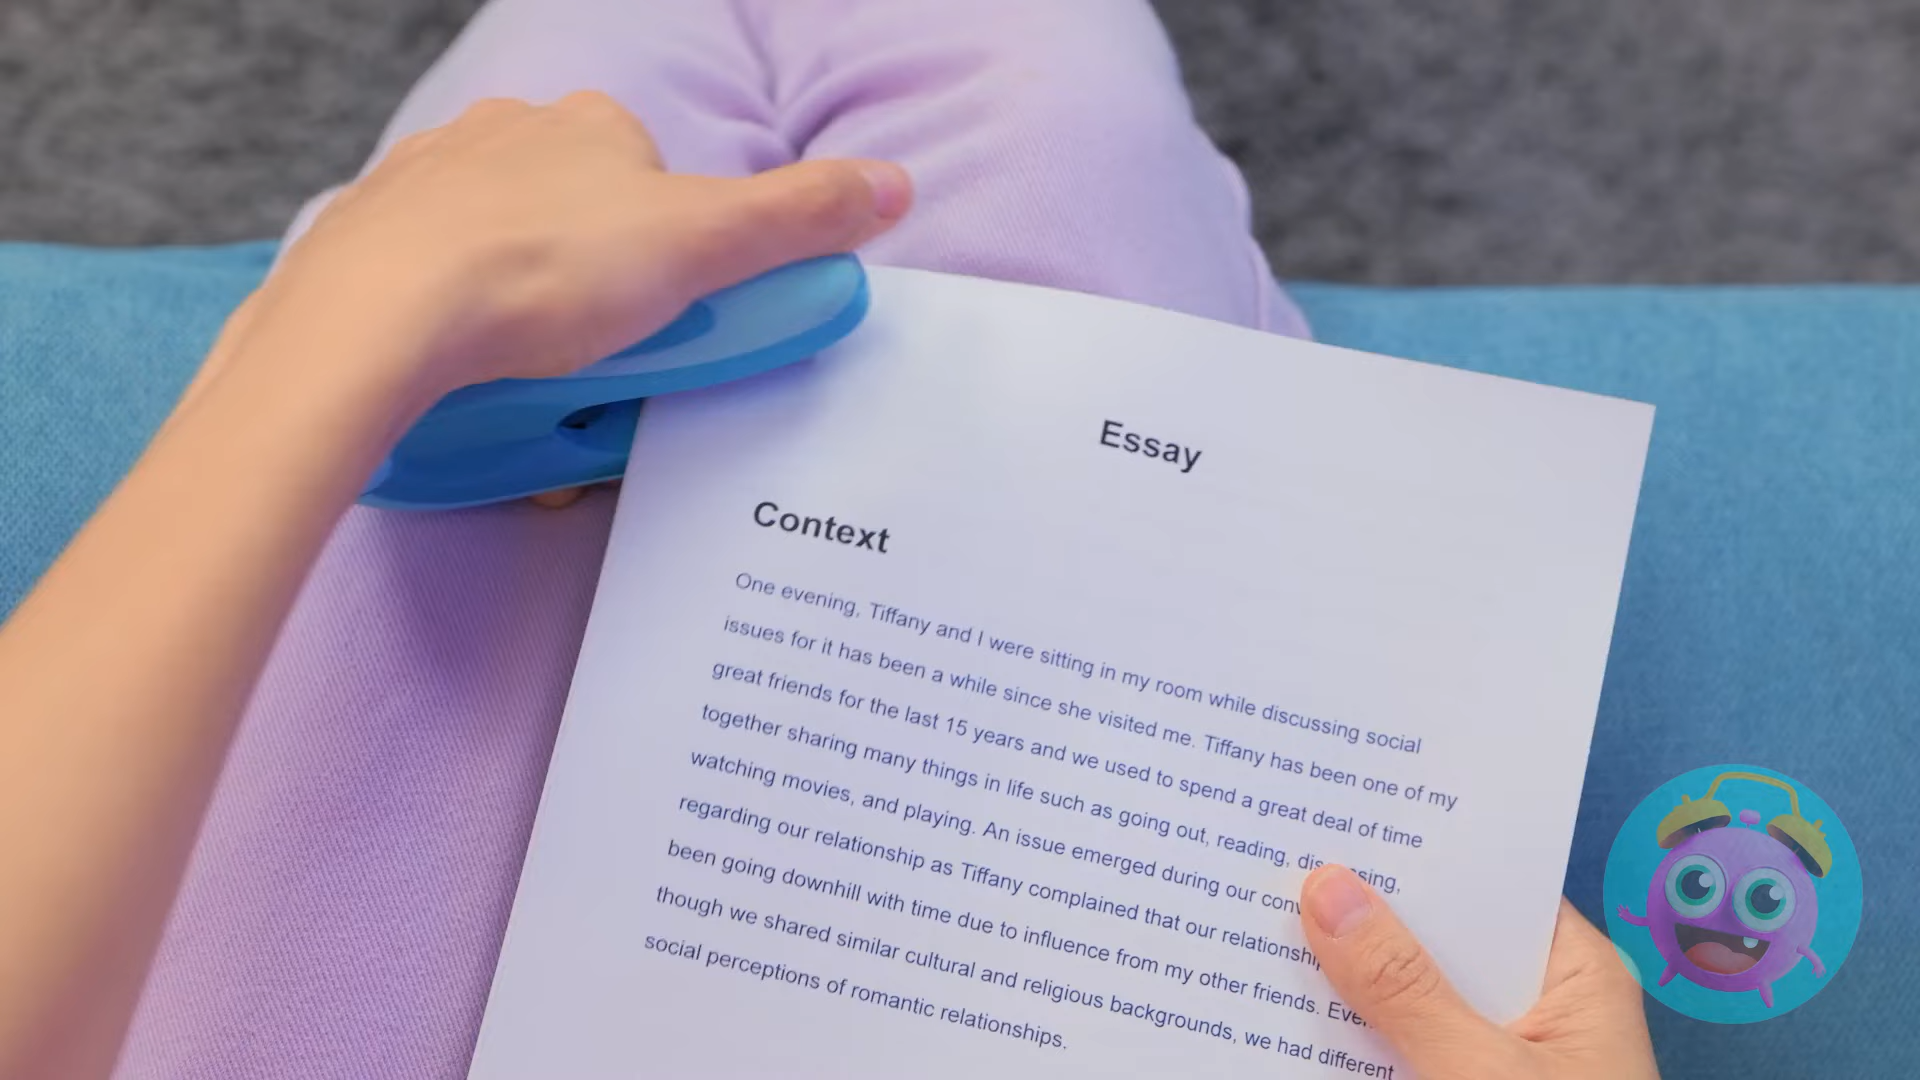 Essay
Context
One evening, Tiffany and I were sitting in my room while discussing social
issues for it has been a while since she visited me. Tiffany has been one of my
great friends for the last 15 years and we used to spend a great deal of time
together sharing many things in life such as going out, reading,
watching movies, and playing. An issue emerged during our
regarding our relationship as Tiffany complained that our
been going downhill with time due to influence from my other friends.
though we shared similar cultural and religious backgrounds, we had different
social perceptions of romantic relationships.